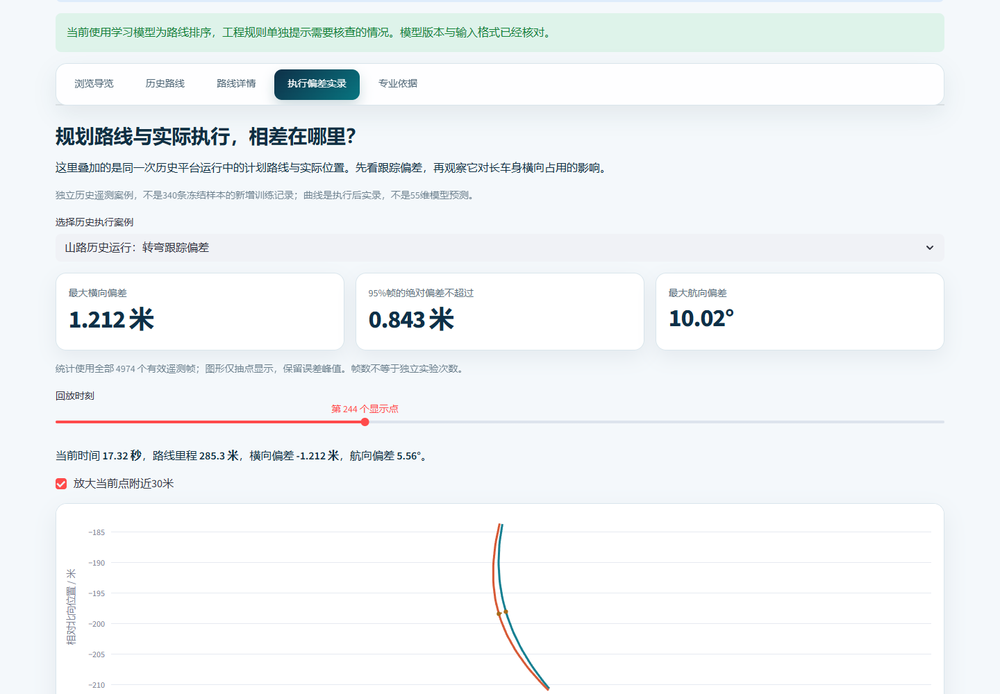 当前使用学习模型为路线排序，工程规则单独提示需要核查的情况。模型版本与输入格式已经核对。
浏览导览
历史路线
路线详情
执行偏差实录
专业依据
规划路线与实际执行，相差在哪里？
这里叠加的是同一次历史平台运行中的计划路线与实际位置。先看跟踪偏差，再观察它对长车身横向占用的影响。
独立历史遥测案例，不是340条冻结样本的新增训练记录；曲线是执行后实录，不是55维模型预测。
选择历史执行案例
山路历史运行：转弯跟踪偏差
最大横向偏差
1.212 米
95%帧的绝对偏差不超过
0.843 米
最大航向偏差
10.02°
统计使用全部 4974 个有效遥测帧；图形仅抽点显示，保留误差峰值。帧数不等于独立实验次数。
回放时刻
第 244 个显示点
当前时间 17.32 秒，路线里程 285.3 米，横向偏差 -1.212 米，航向偏差 5.56°。
放大当前点附近30米
相对北向位置 / 米
−185
−190
−195
−200
−205
−210